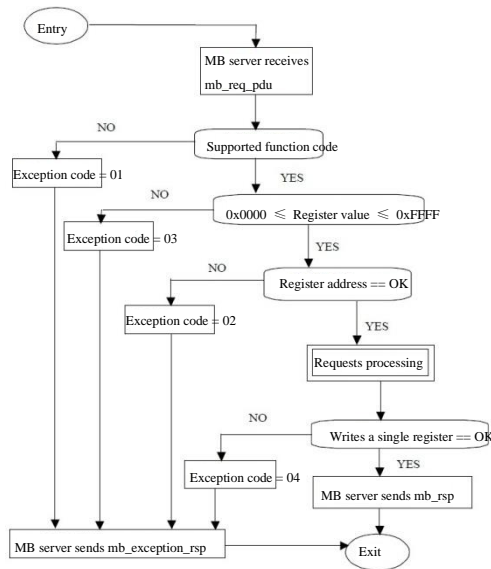 Entry
MB server receives
mb_req_pdu
NO
Supported function code
YES
Exception code = 01
NO
0x0000 ≤ Register value ≤ 0xFFFF
Exception code = 03
YES
NO
Register address == OK
Exception code = 02
YES
Requests processing
NO
Writes a single register == OK
YES
Exception code = 04
MB server sends mb_rsp
MB server sends mb_exception_rsp
Exit